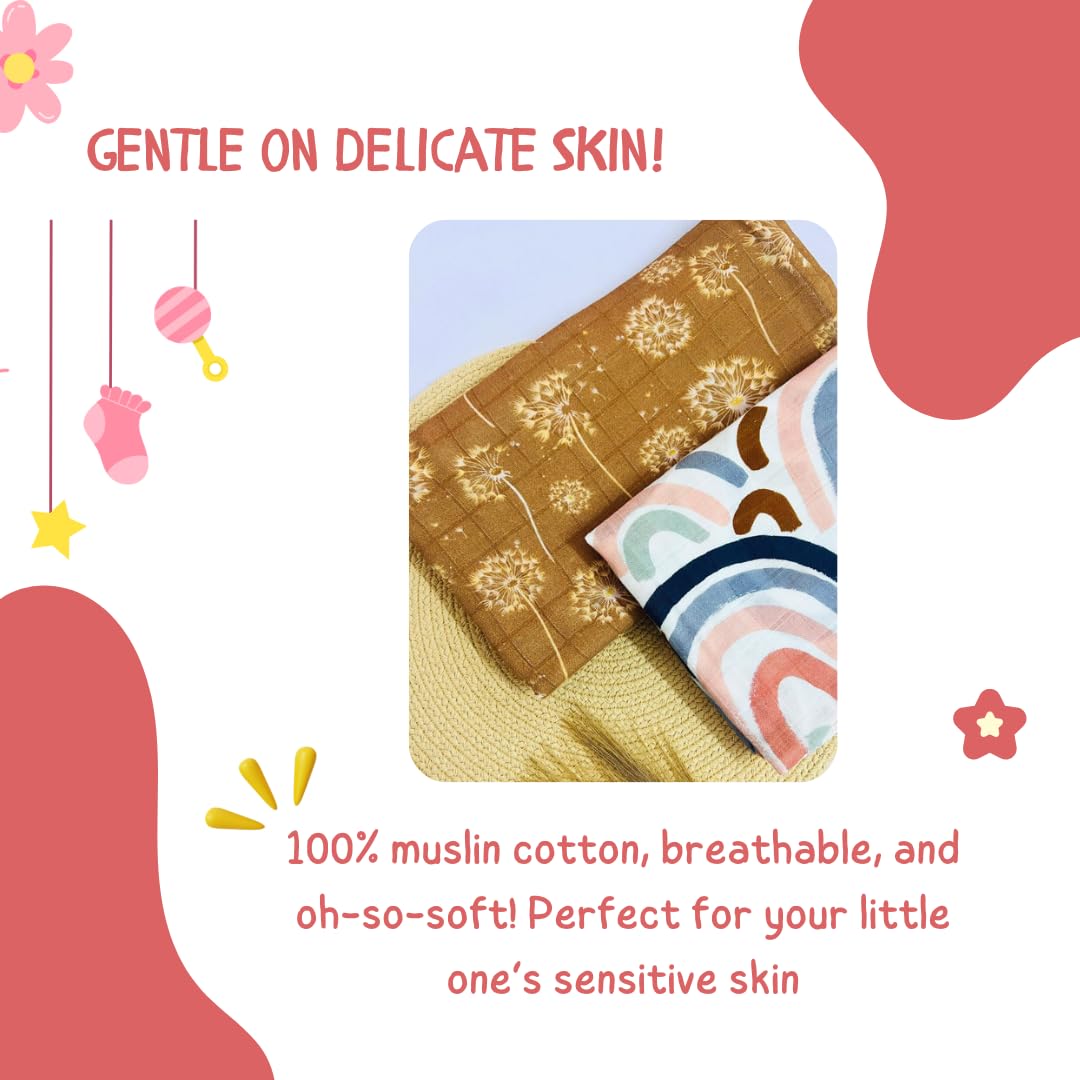 GENTLE ON DELICATE SKIN!
100% muslin cotton, breathable, and
oh-so-soft! Perfect for your little
one's sensitive skin